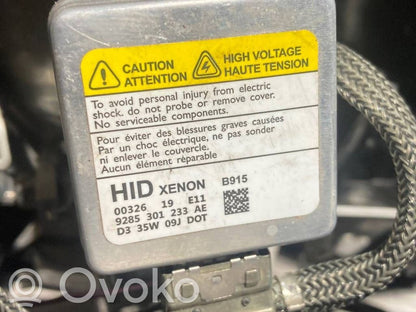 CAUTION
ATTENTION
HIGH VOLTAGE
HAUTE TENSION
To avoid personal injury from electric
shock, do not probe or remove cover.
No serviceable components.
Pour éviter des blessures graves causées
par un choc électrique, ne pas sonder
ni enlever le couvercle.
Aucun élément réparable
HID XENON B915
00326 19 E11
9285 301 233 AE
D3 35W 09J DOT
Ovoko